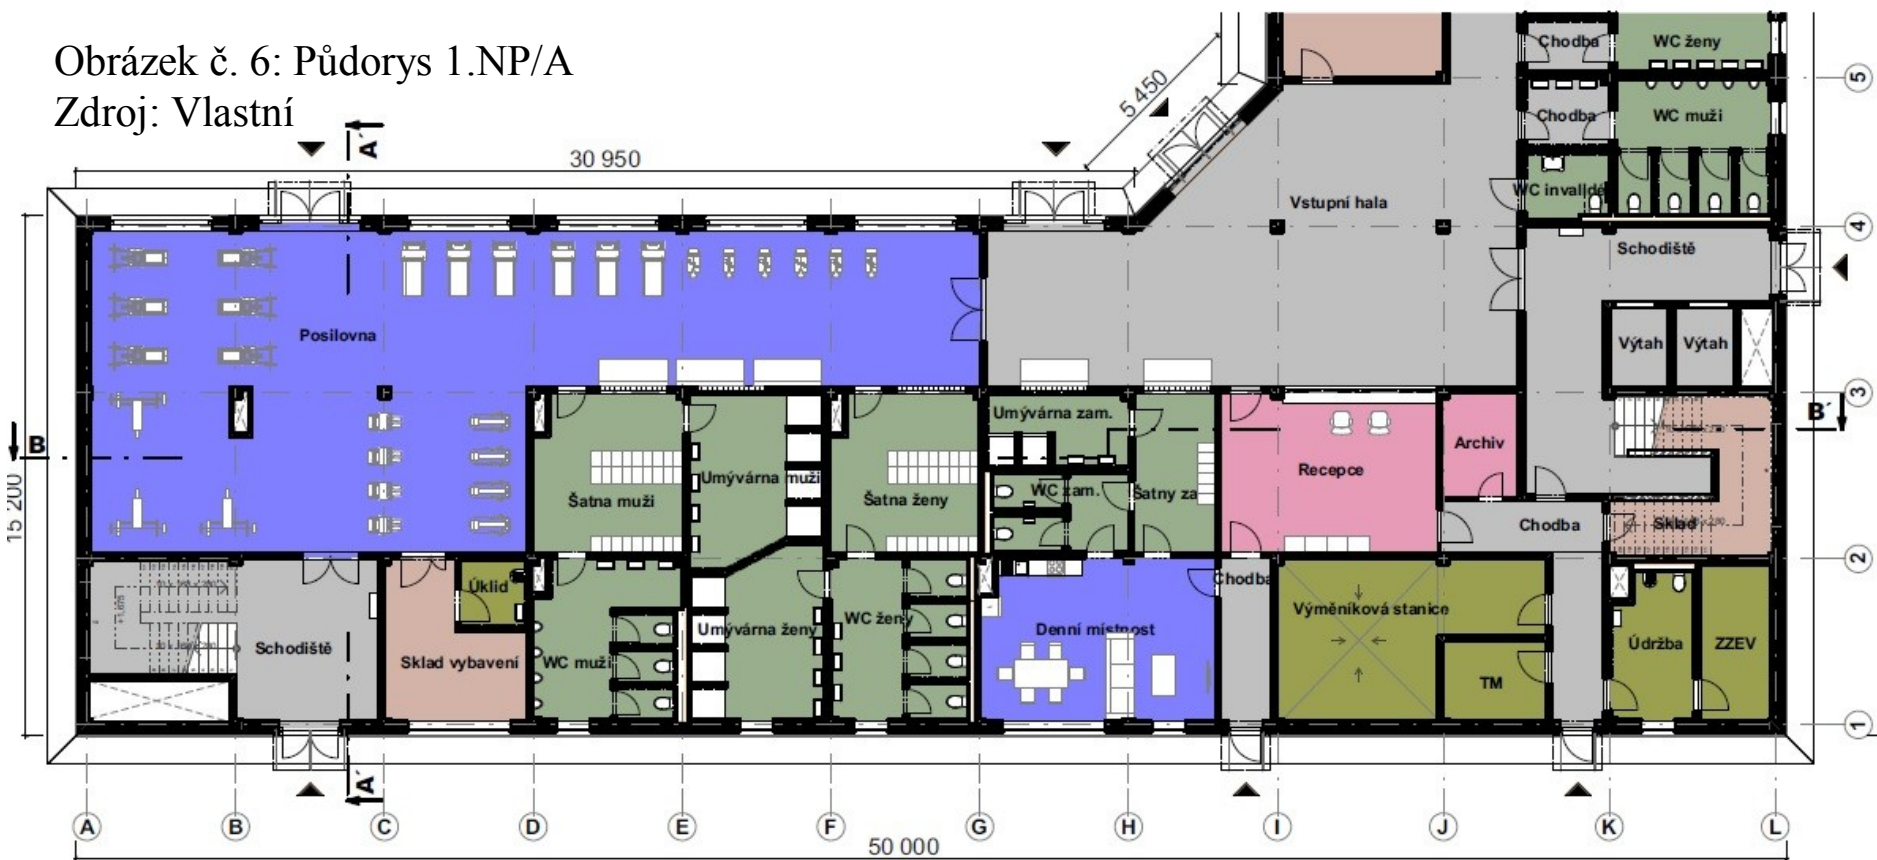 Obrázek č. 6: Půdorys 1.NP/A
Zdroj: Vlastní
A´
30 950
5 450
Chodba
WC ženy
5
Chodba
WC muži
WC invalidé
Vstupní hala
4
Schodiště
Posilovna
Výtah
Výtah
3
B´
B
15 200
Umývárna zam.
Archiv
Recepce
Umývárna muži
WC zam.
Šatna muži
Šatna ženy
Šatny za
Chodba
Sklad
2
Úklid
Chodba
Výměníková stanice
WC ženy
Umývárna ženy
Denní místnost
Schodiště
Sklad vybavení
WC muži
Údržba
ZZEV
TM
1
A´
A
B
C
D
E
F
G
H
I
J
K
L
50 000